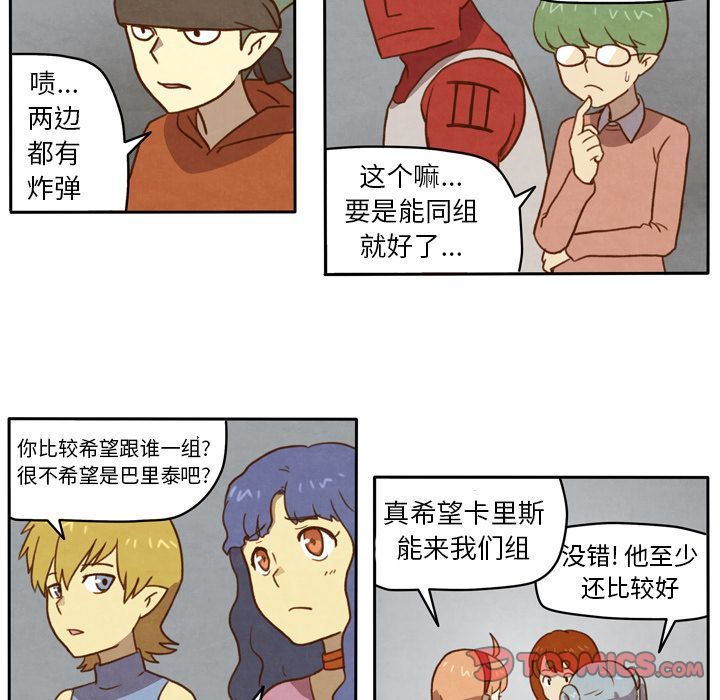 啧…
两边
都有
炸弹
这个嘛…
要是能同组
就好了…
你比较希望跟谁一组?
很不希望是巴里泰吧?
真希望卡里斯
能来我们组
没错! 他至少
还比较好
TOOMICS.COM